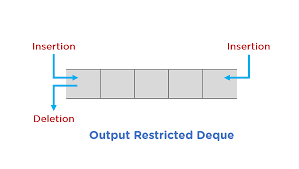 Insertion
Insertion
Deletion
Output Restricted Deque